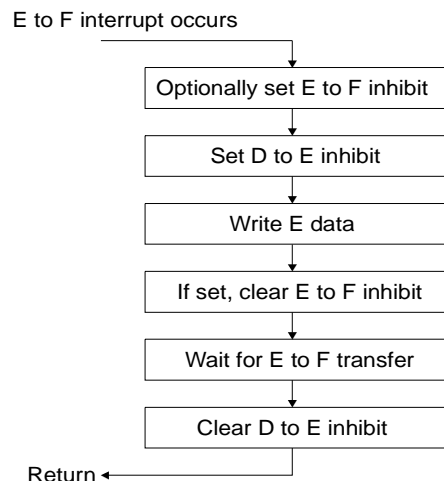 E to F interrupt occurs
Optionally set E to F inhibit
Set D to E inhibit
Write E data
If set, clear E to F inhibit
Wait for E to F transfer
Clear D to E inhibit
Return